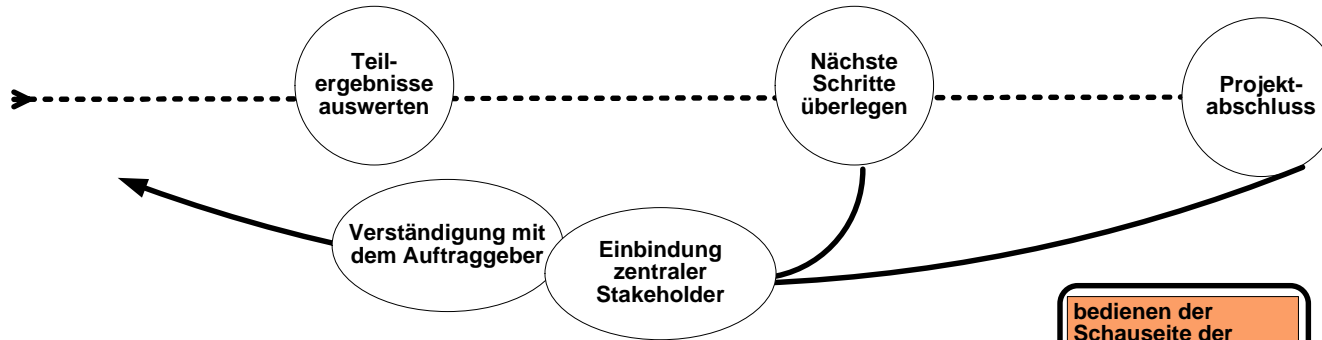 Teil-
ergebnisse
auswerten
Nächste
Schritte
überlegen
Projekt-
abschluss
Verständigung mit
dem Auftraggeber
Einbindung
zentraler
Stakeholder
bedienen der
Schauseite der